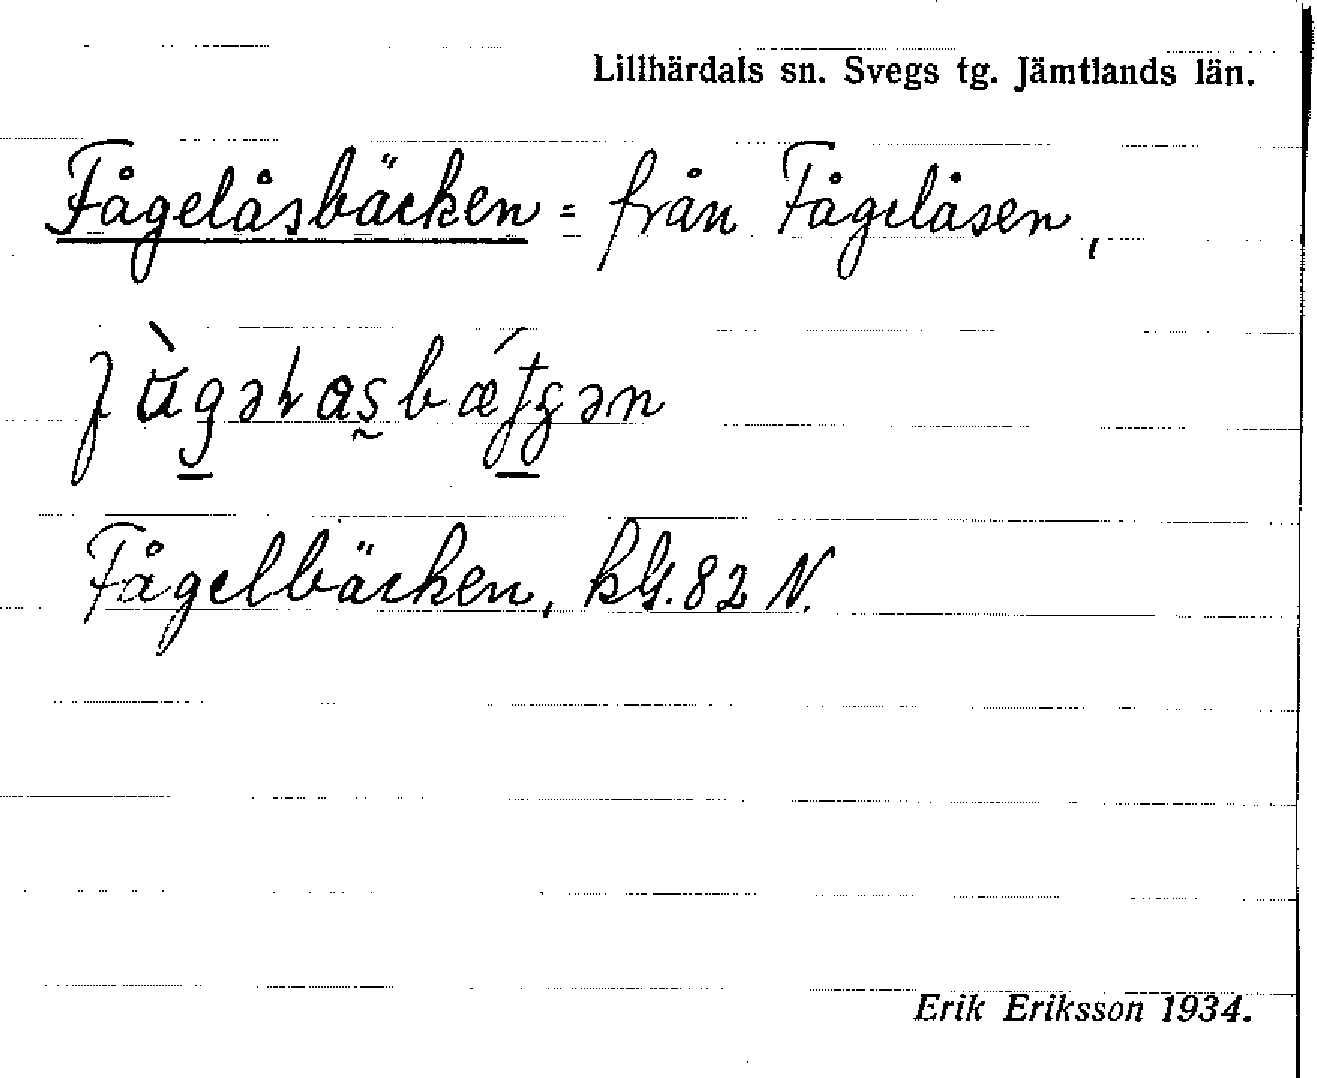 Lillhärdals sn. Svegs tg. Jämtlands län.
Fågelåsbäcken = från Fågelåsen,
Fågelbäcken, kbl. 82 N.
Erik Eriksson 1934.